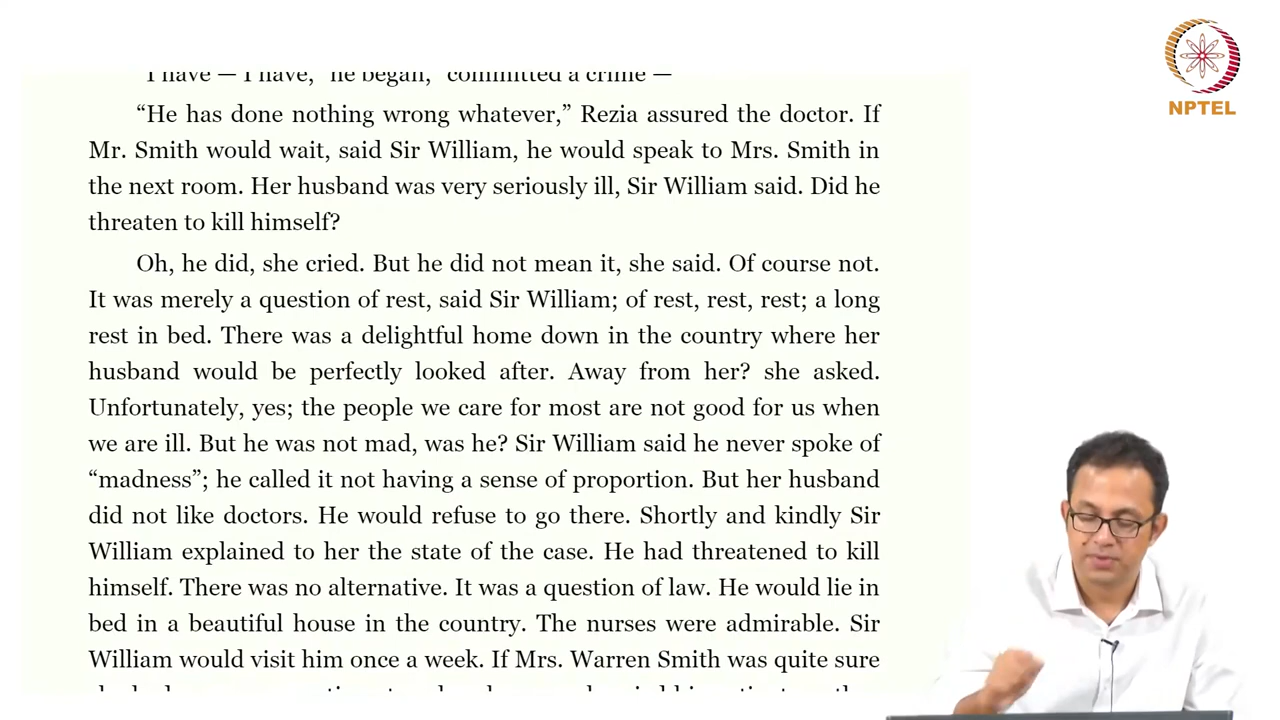 "I have — I have," he began, "committed a crime —
"He has done nothing wrong whatever," Rezia assured the doctor. If
Mr. Smith would wait, said Sir William, he would speak to Mrs. Smith in
the next room. Her husband was very seriously ill, Sir William said. Did he
threaten to kill himself?
Oh, he did, she cried. But he did not mean it, she said. Of course not.
It was merely a question of rest, said Sir William; of rest, rest, rest; a long
rest in bed. There was a delightful home down in the country where her
husband would be perfectly looked after. Away from her? she asked.
Unfortunately, yes; the people we care for most are not good for us when
we are ill. But he was not mad, was he? Sir William said he never spoke of
“madness”; he called it not having a sense of proportion. But her husband
did not like doctors. He would refuse to go there. Shortly and kindly Sir
William explained to her the state of the case. He had threatened to kill
himself. There was no alternative. It was a question of law. He would lie in
bed in a beautiful house in the country. The nurses were admirable. Sir
William would visit him once a week. If Mrs. Warren Smith was quite sure
NPTEL